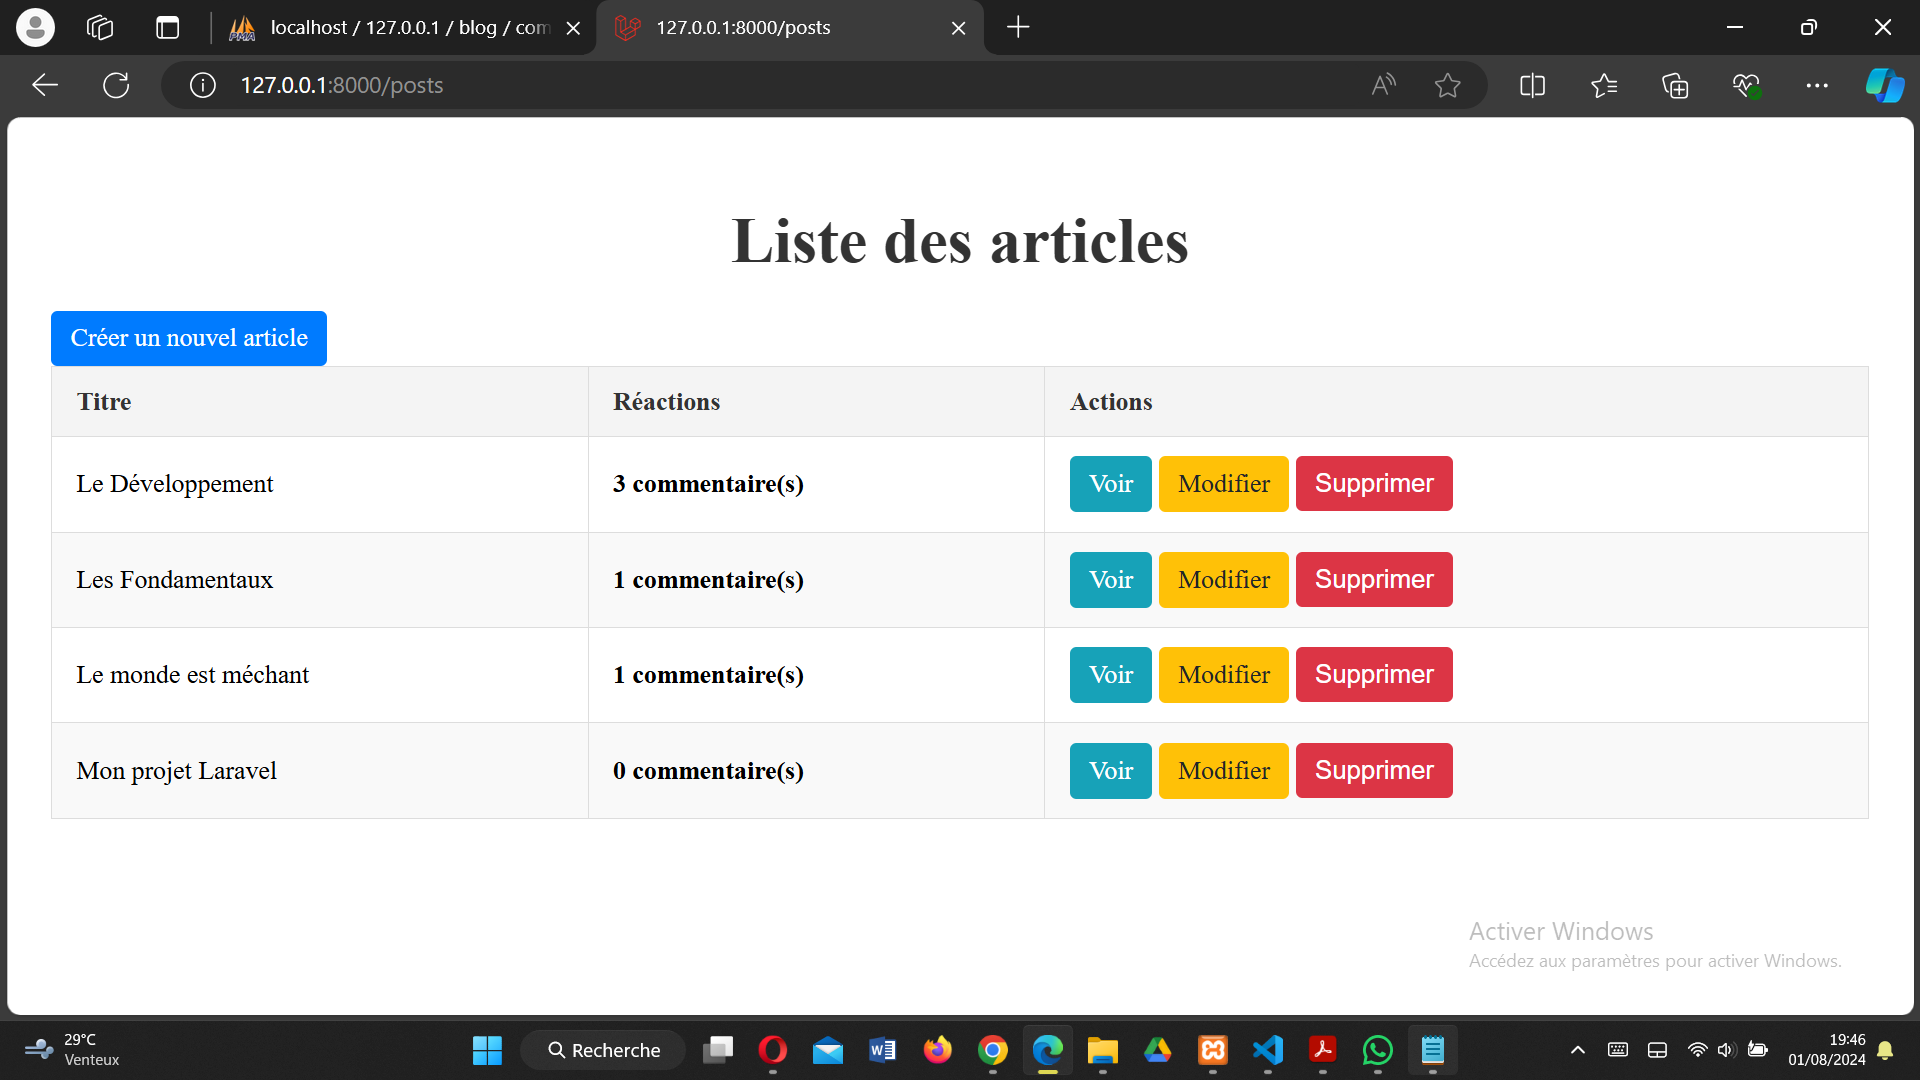 localhost / 127.0.0.1 / blog / com
127.0.0.1:8000/posts
127.0.0.1:8000/posts
Liste des articles
Créer un nouvel article
Titre Réactions Actions
Le Développement 3 commentaire(s) Voir Modifier Supprimer
Les Fondamentaux 1 commentaire(s) Voir Modifier Supprimer
Le monde est méchant 1 commentaire(s) Voir Modifier Supprimer
Mon projet Laravel 0 commentaire(s) Voir Modifier Supprimer
Activer Windows
Accédez aux paramètres pour activer Windows.
29°C
Venteux
Recherche
19:46
01/08/2024